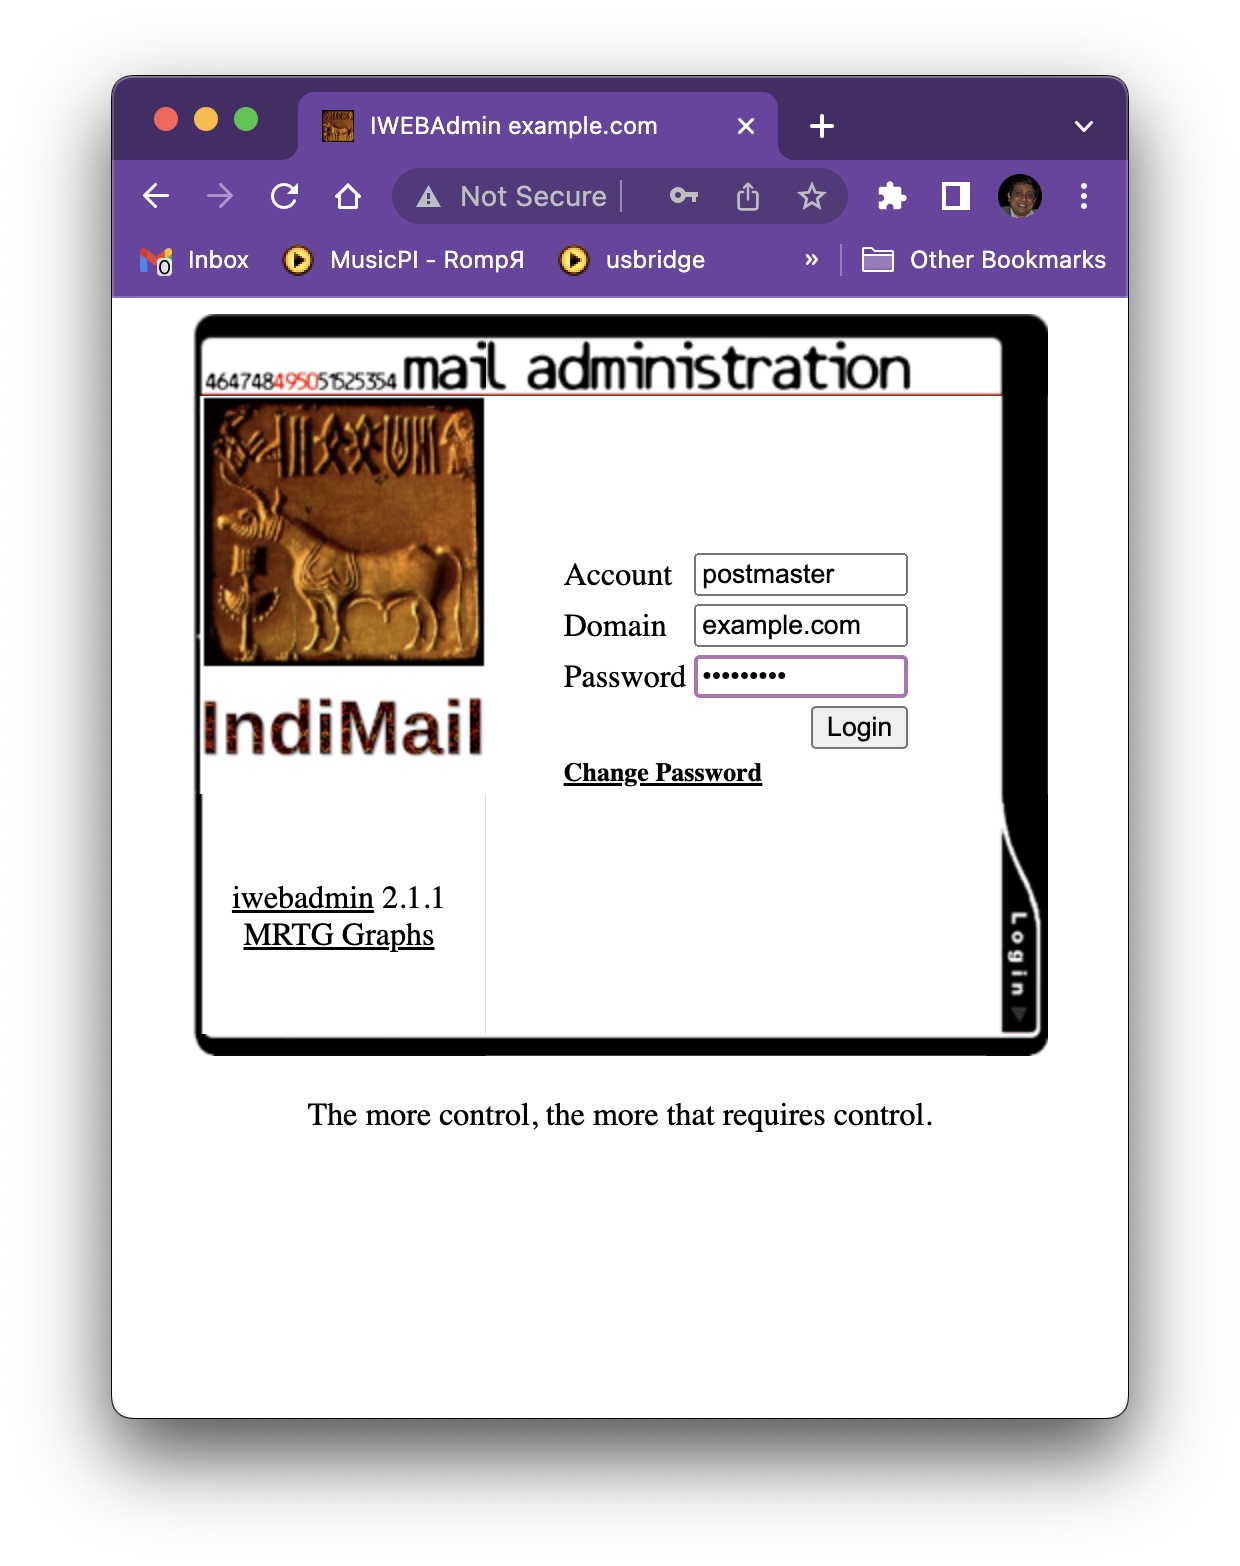 IWEBAdmin example.com
Not Secure
0
Inbox
MusicPI - RompЯ
usbridge
»
Other Bookmarks
464748495051525354 mail administration
Account postmaster
Domain example.com
Password •••••••••
Login
IndiMail
Change Password
iwebadmin 2.1.1
MRTG Graphs
Login
The more control, the more that requires control.